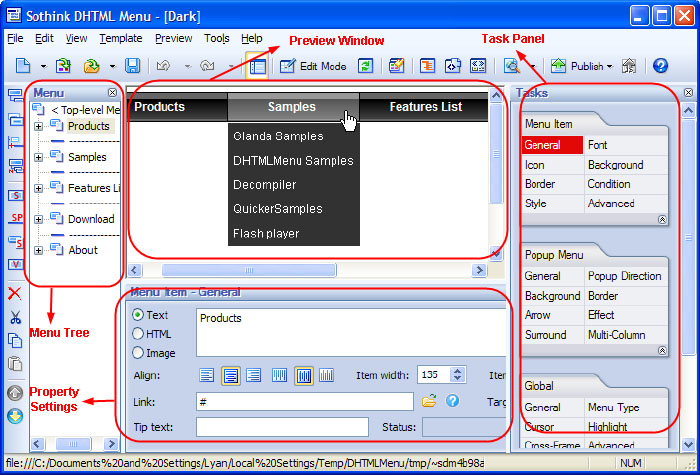 Sothink DHTML Menu - [Dark]
File Edit View Template Preview Tools Help
Preview Window
Task Panel
Edit Mode
Publish
Menu
Tasks
< Top-level Me
Products
Samples
Features Li
Download
About
Products Samples Features List
Olanda Samples
DHTMLMenu Samples
Decompiler
QuickerSamples
Flash player
Menu Item
General Font
Icon Background
Border Condition
Style Advanced
Popup Menu
General Popup Direction
Background Border
Arrow Effect
Surround Multi-Column
Global
General Menu Type
Cursor Highlight
Cross-Frame Advanced
S
SP
S
V
Menu Tree
Property
Settings
Menu Item - General
Text
HTML
Image
Products
Align:
Item width: 135
Item
Link: #
Targ
Tip text:
Status:
file:///C:/Documents%20and%20Settings/Lyan/Local%20Settings/Temp/DHTMLMenu/tmp/~sdm4b98a
NUM